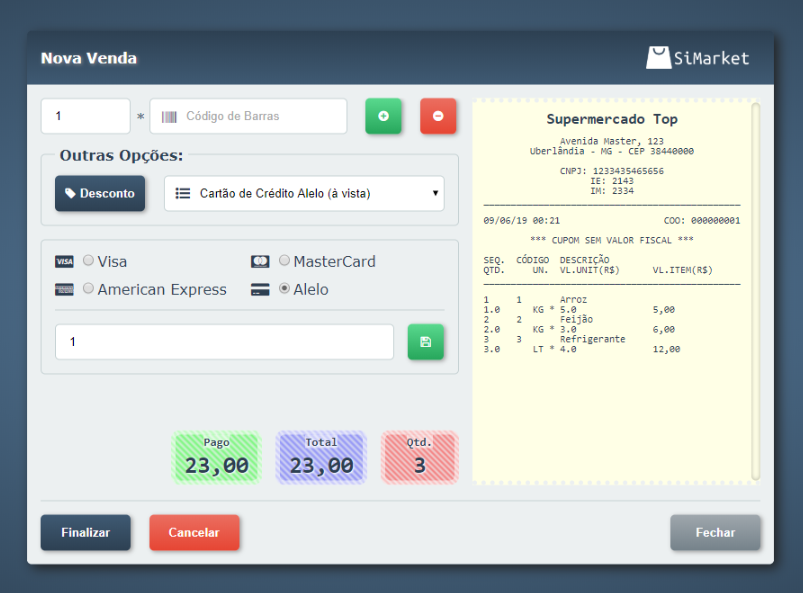 Nova Venda
SiMarket
1 * Código de Barras
Outras Opções:
Desconto
Cartão de Crédito Alelo (à vista)
VISA Visa
MasterCard
American Express
Alelo
1
Pago
23,00
Total
23,00
Qtd.
3
Finalizar
Cancelar
Fechar
Supermercado Top
Avenida Master, 123
Uberlândia - MG - CEP 38440000
CNPJ: 1233435465656
IE: 2143
IM: 2334
09/06/19 00:21 COO: 000000001
*** CUPOM SEM VALOR FISCAL ***
SEQ. CÓDIGO DESCRIÇÃO
QTD. UN. VL.UNIT(R$) VL.ITEM(R$)
1 1 Arroz
1.0 KG * 5.0 5,00
2 2 Feijão
2.0 KG * 3.0 6,00
3 3 Refrigerante
3.0 LT * 4.0 12,00